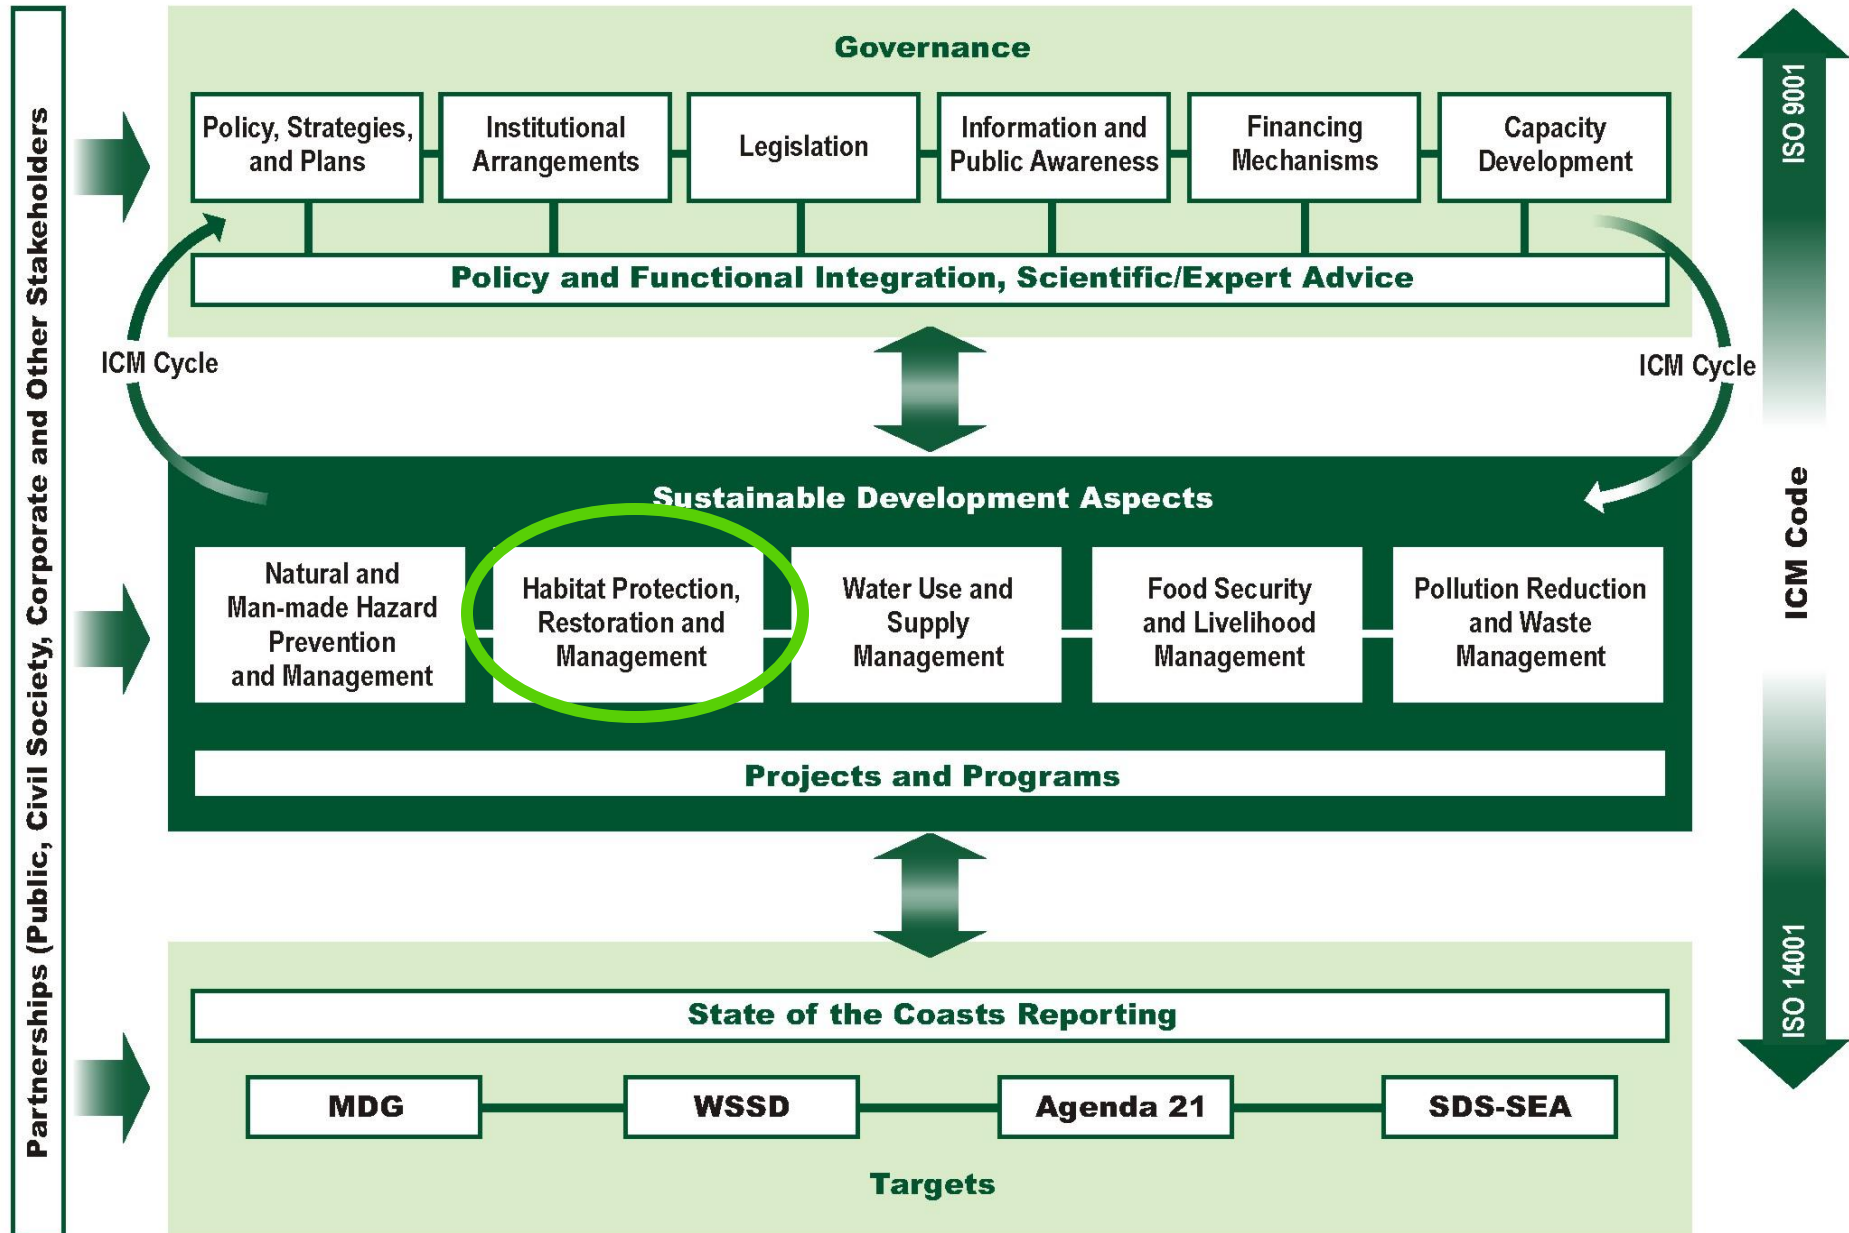 Partnerships (Public, Civil Society, Corporate and Other Stakeholders
Governance
Policy, Strategies,
and Plans
Institutional
Arrangements
Legislation
Information and
Public Awareness
Financing
Mechanisms
Capacity
Development
Policy and Functional Integration, Scientific/Expert Advice
ICM Cycle
ICM Cycle
Sustainable Development Aspects
Natural and
Man-made Hazard
Prevention
and Management
Habitat Protection,
Restoration and
Management
Water Use and
Supply
Management
Food Security
and Livelihood
Management
Pollution Reduction
and Waste
Management
Projects and Programs
State of the Coasts Reporting
MDG
WSSD
Agenda 21
SDS-SEA
Targets
ISO 9001
ICM Code
ISO 14001